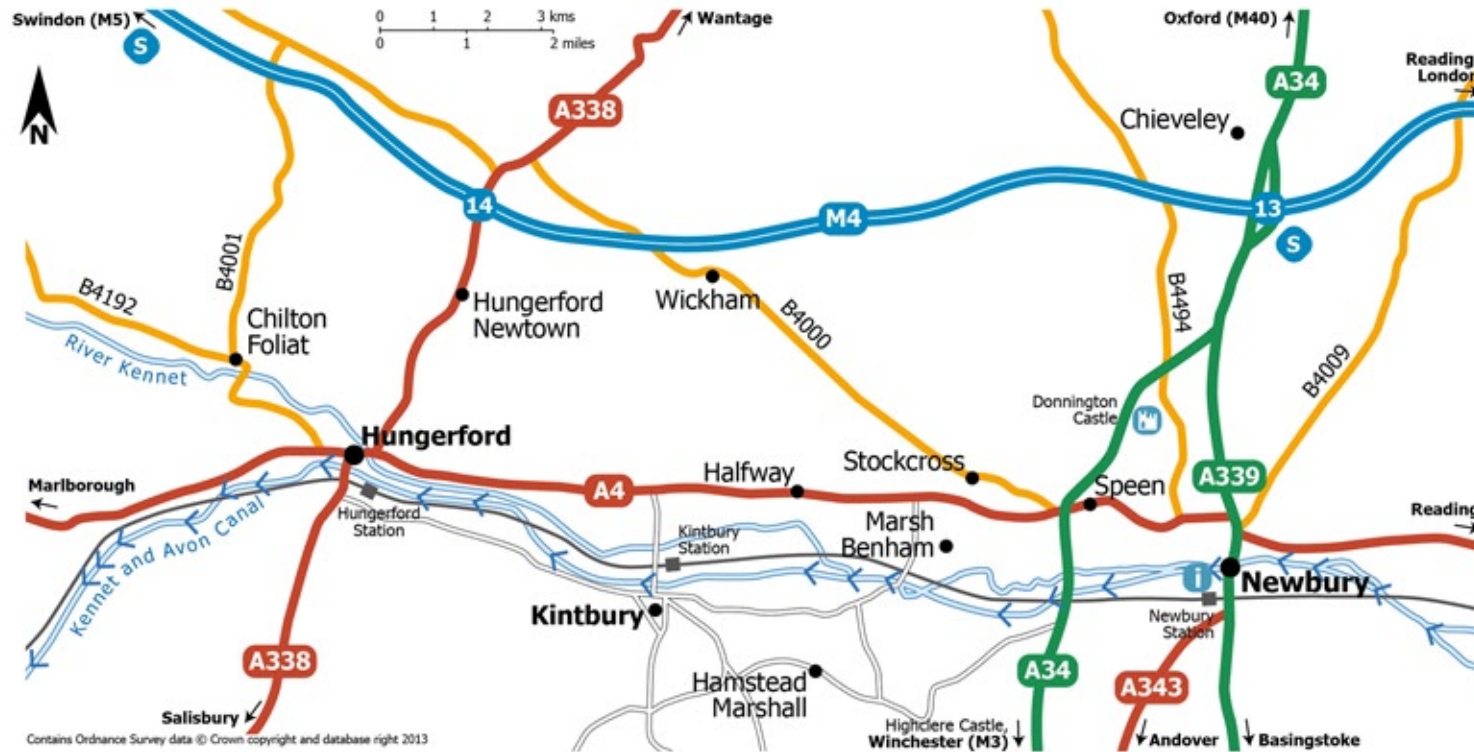 Swindon (M5)
S
0 1 2 3 kms
0 1 2 miles
Wantage
Oxford (M40)
Reading,
London
A34
A338
Chieveley
N
14
M4
13
S
B4001
B4192
Chilton
Foliat
Hungerford
Newtown
Wickham
B4000
B4494
B4009
River Kennet
Donnington
Castle
Hungerford
Marlborough
A4
Halfway
Stockcross
Speen
A339
Reading
Hungerford
Station
Kintbury
Station
Marsh
Benham
Kennet and Avon Canal
i
Newbury
Kintbury
Newbury
Station
A338
Hamstead
Marshall
A34
A343
Salisbury
Highclere Castle,
Winchester (M3)
Andover
Basingstoke
Contains Ordnance Survey data © Crown copyright and database right 2013